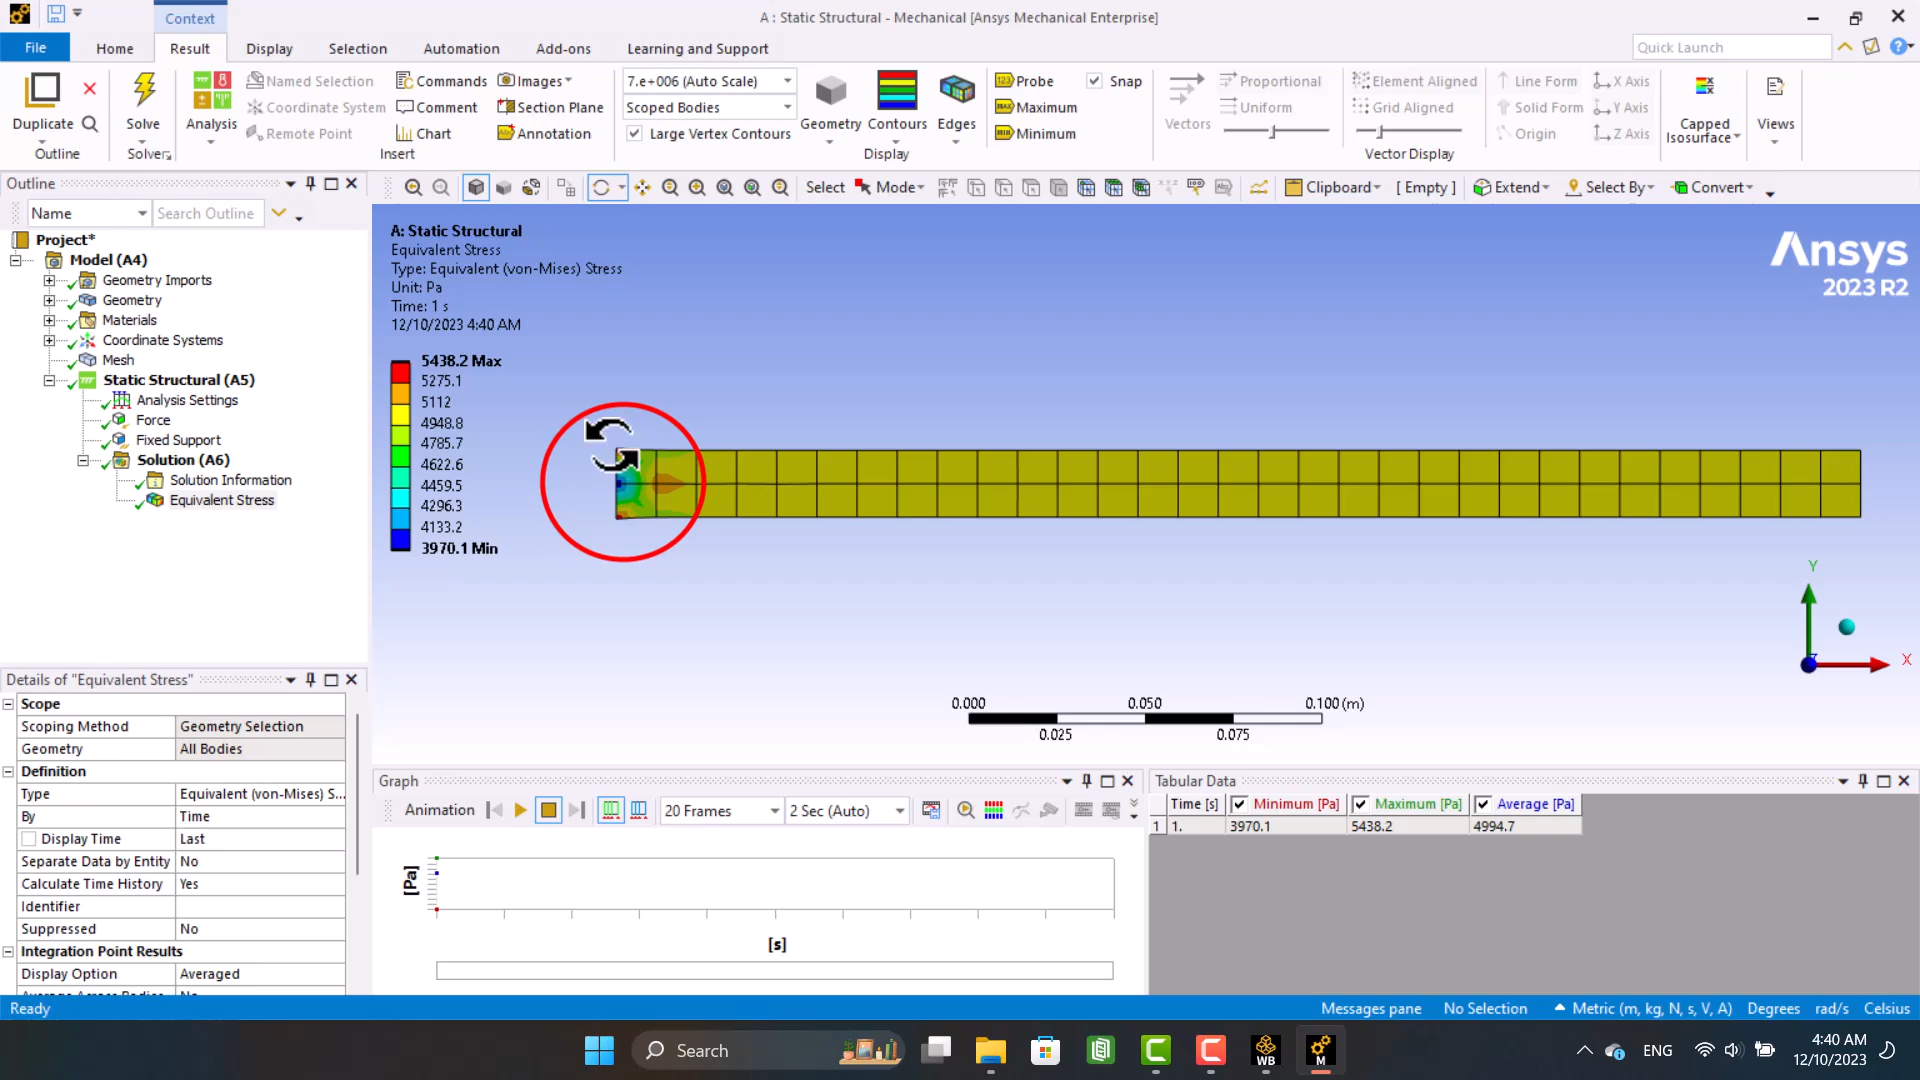 Context
A : Static Structural - Mechanical [Ansys Mechanical Enterprise]
File
Home
Result
Display
Selection
Automation
Add-ons
Learning and Support
Quick Launch
Duplicate
Outline
Solve
Solver
Analysis
Named Selection
Coordinate System
Remote Point
Commands
Comment
Chart
Images
Section Plane
Annotation
Insert
7.e+006 (Auto Scale)
Scoped Bodies
Large Vertex Contours
Geometry
Contours
Edges
Display
Probe
Maximum
Minimum
Snap
Vectors
Proportional
Uniform
Element Aligned
Grid Aligned
Line Form
Solid Form
Origin
X Axis
Y Axis
Z Axis
Vector Display
Capped
Isosurface
Views
Outline
Name
Search Outline
Select
Mode
Clipboard
[ Empty ]
Extend
Select By
Convert
Project*
Model (A4)
Geometry Imports
Geometry
Materials
Coordinate Systems
Mesh
Static Structural (A5)
Analysis Settings
Force
Fixed Support
Solution (A6)
Solution Information
Equivalent Stress
A: Static Structural
Equivalent Stress
Type: Equivalent (von-Mises) Stress
Unit: Pa
Time: 1 s
12/10/2023 4:40 AM
5438.2 Max
5275.1
5112
4948.8
4785.7
4622.6
4459.5
4296.3
4133.2
3970.1 Min
Ansys
2023 R2
Y
X
0.000
0.050
0.100 (m)
0.025
0.075
Details of "Equivalent Stress"
Scope
Scoping Method
Geometry Selection
Geometry
All Bodies
Definition
Type
Equivalent (von-Mises) S...
By
Time
Display Time
Last
Separate Data by Entity
No
Calculate Time History
Yes
Identifier
Suppressed
No
Integration Point Results
Display Option
Averaged
Graph
Animation
20 Frames
2 Sec (Auto)
[Pa]
[s]
Tabular Data
Time [s]
Minimum [Pa]
Maximum [Pa]
Average [Pa]
1
1.
3970.1
5438.2
4994.7
Ready
Messages pane
No Selection
Metric (m, kg, N, s, V, A)
Degrees
rad/s
Celsius
Search
WB
M
ENG
4:40 AM
12/10/2023